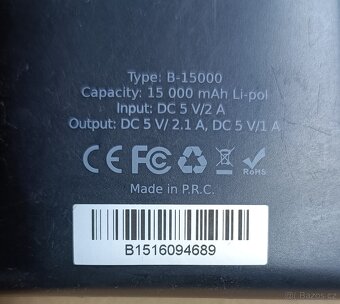 Type: B-15000
Capacity: 15 000 mAh Li-pol
Input: DC 5 V/2 A
Output: DC 5 V/ 2.1 A, DC 5 V/1 A
CE FC RoHS
Made in P.R.C.
B1516094689